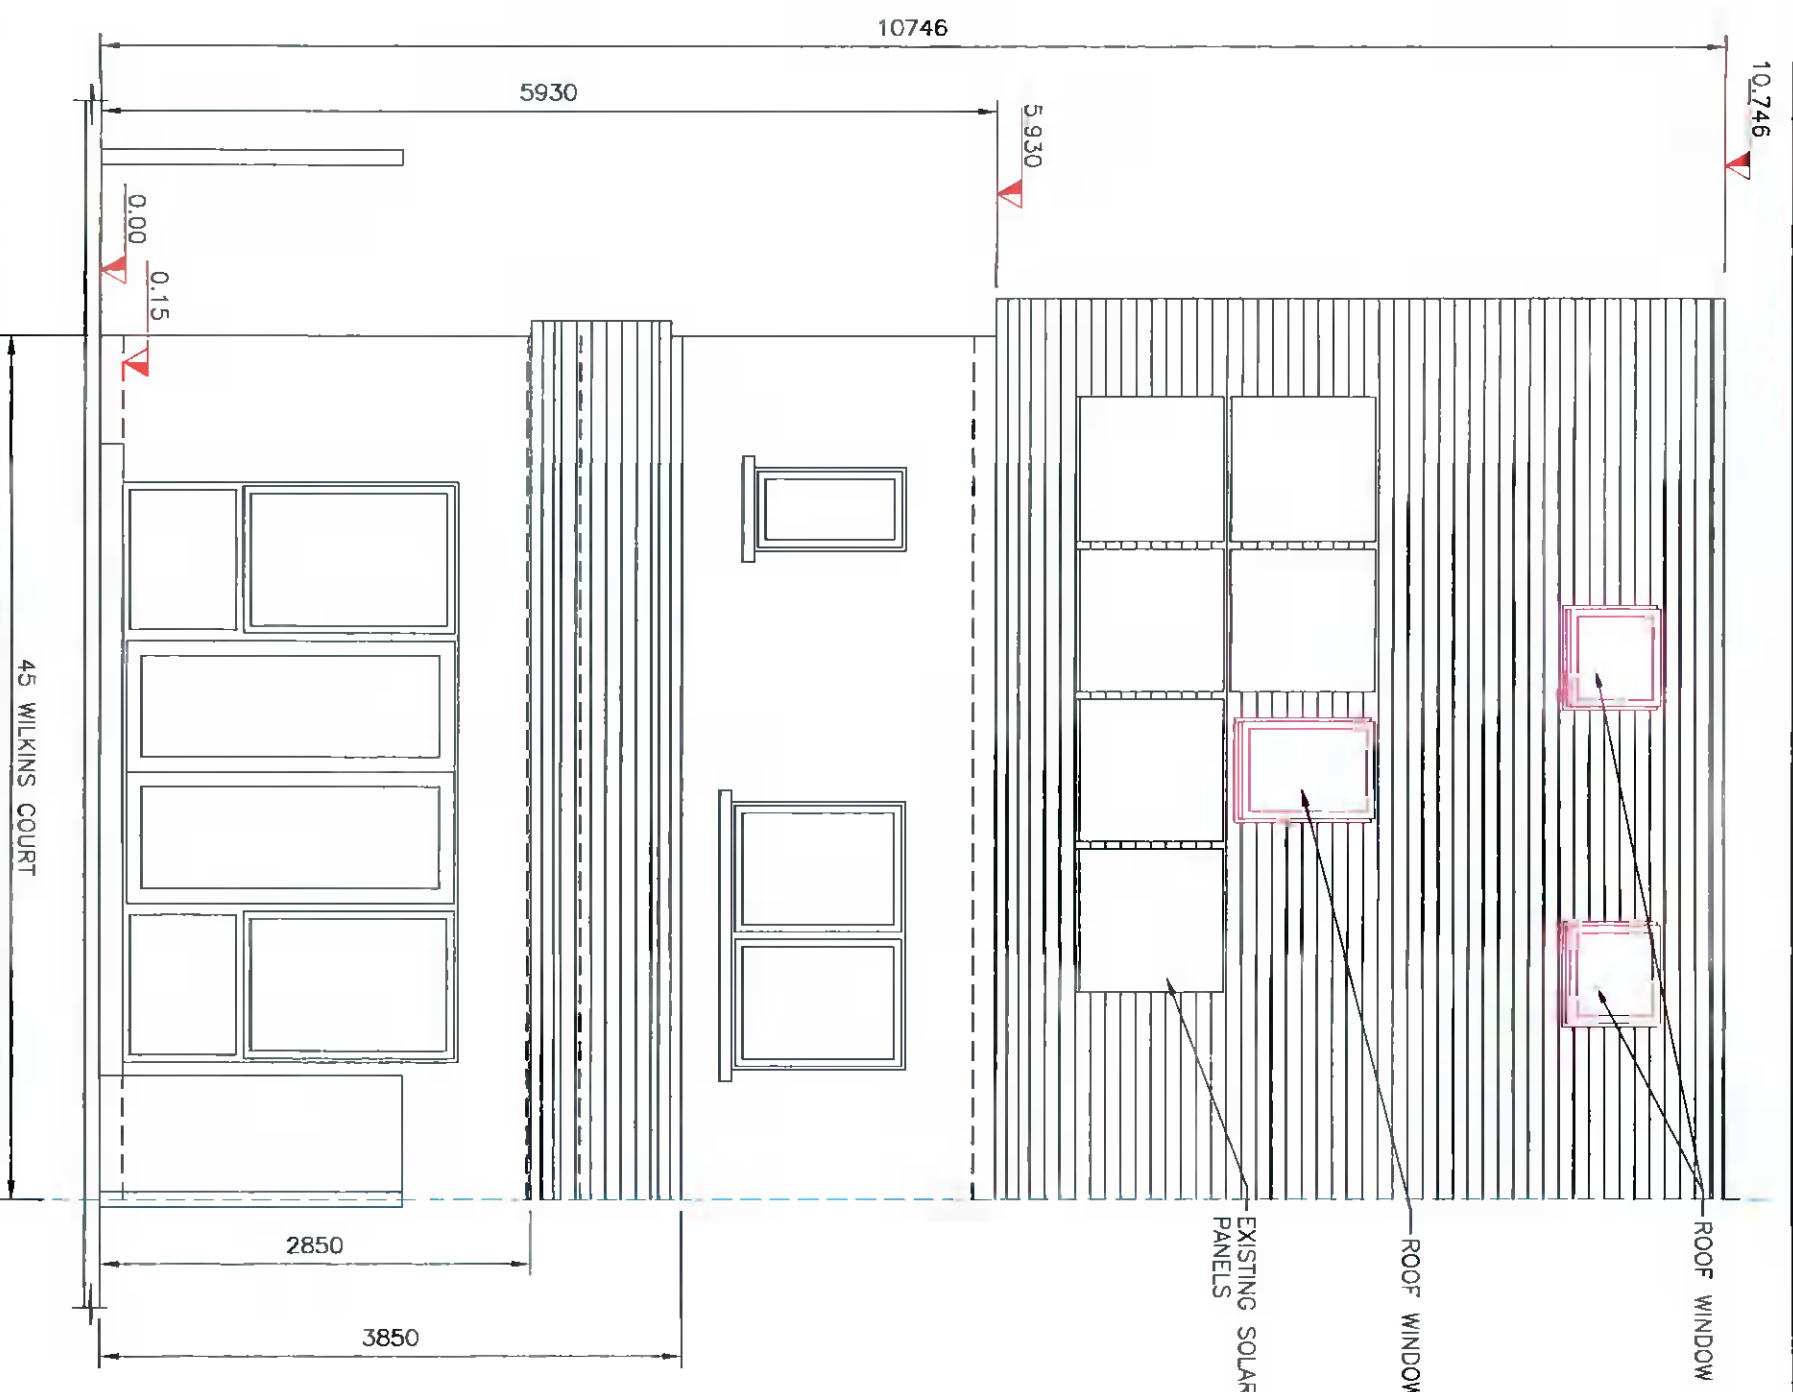 10746
10.746
5930
5.930
0.00
0.15
45 WILKINS COURT
2850
3850
EXISTING SOLAR
PANELS
ROOF WINDOW
ROOF WINDOW